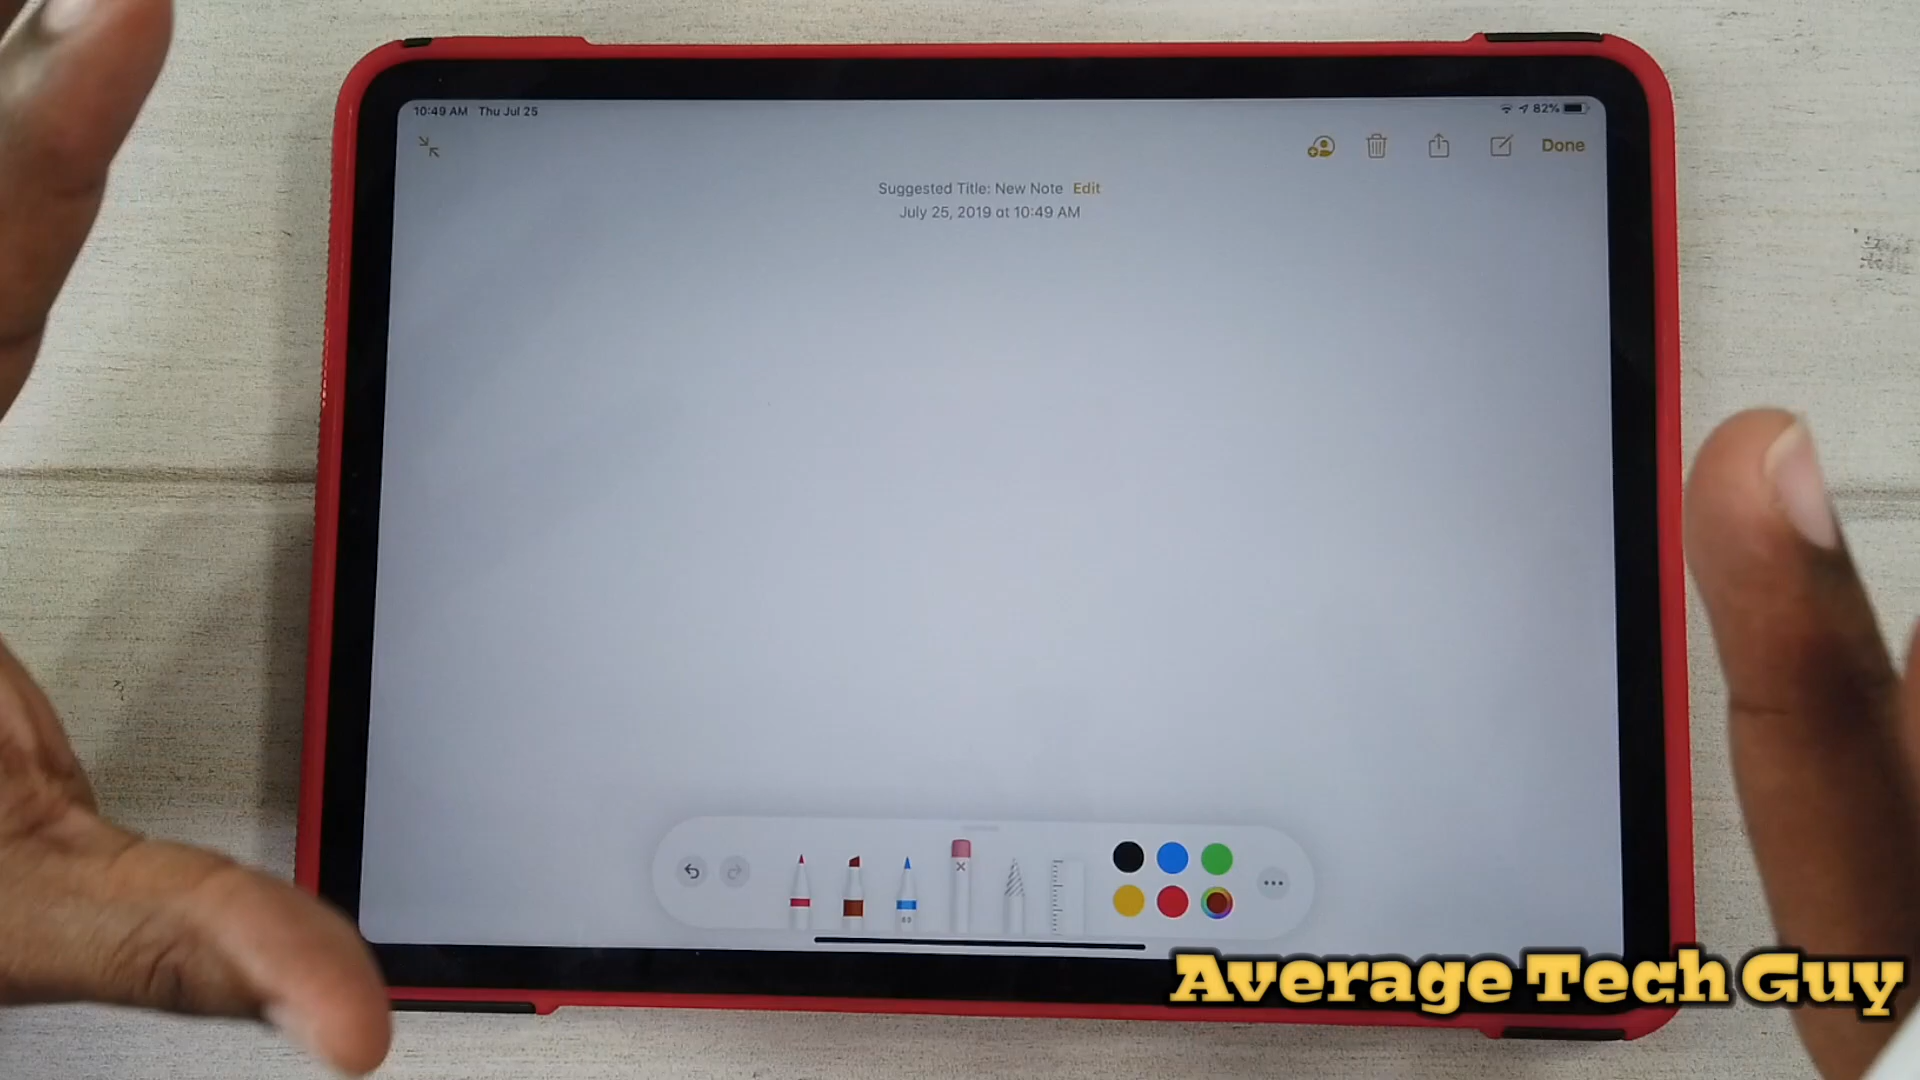 10:49 AM Thu Jul 25
82%
Done
Suggested Title: New Note Edit
July 25, 2019 at 10:49 AM
Average Tech Guy